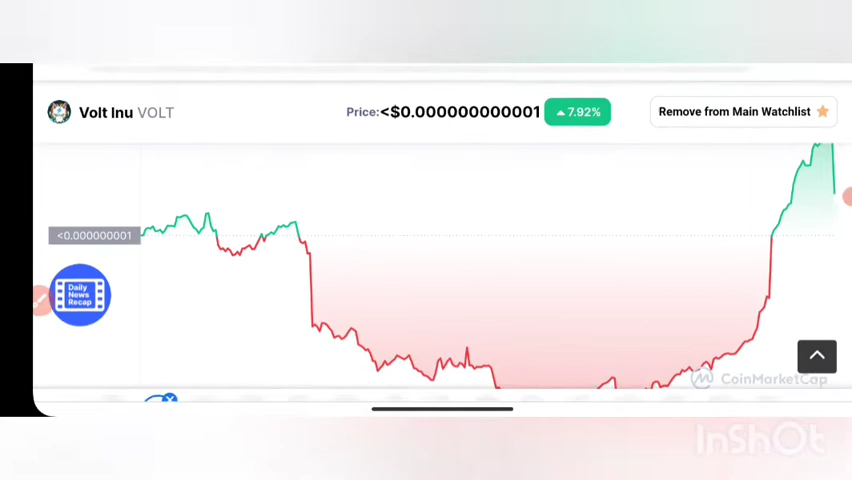 Volt Inu VOLT
Price:<$0.000000000001 7.92%
Remove from Main Watchlist
<0.000000001
Daily
News
Recap
CoinMarketCap
InShOt